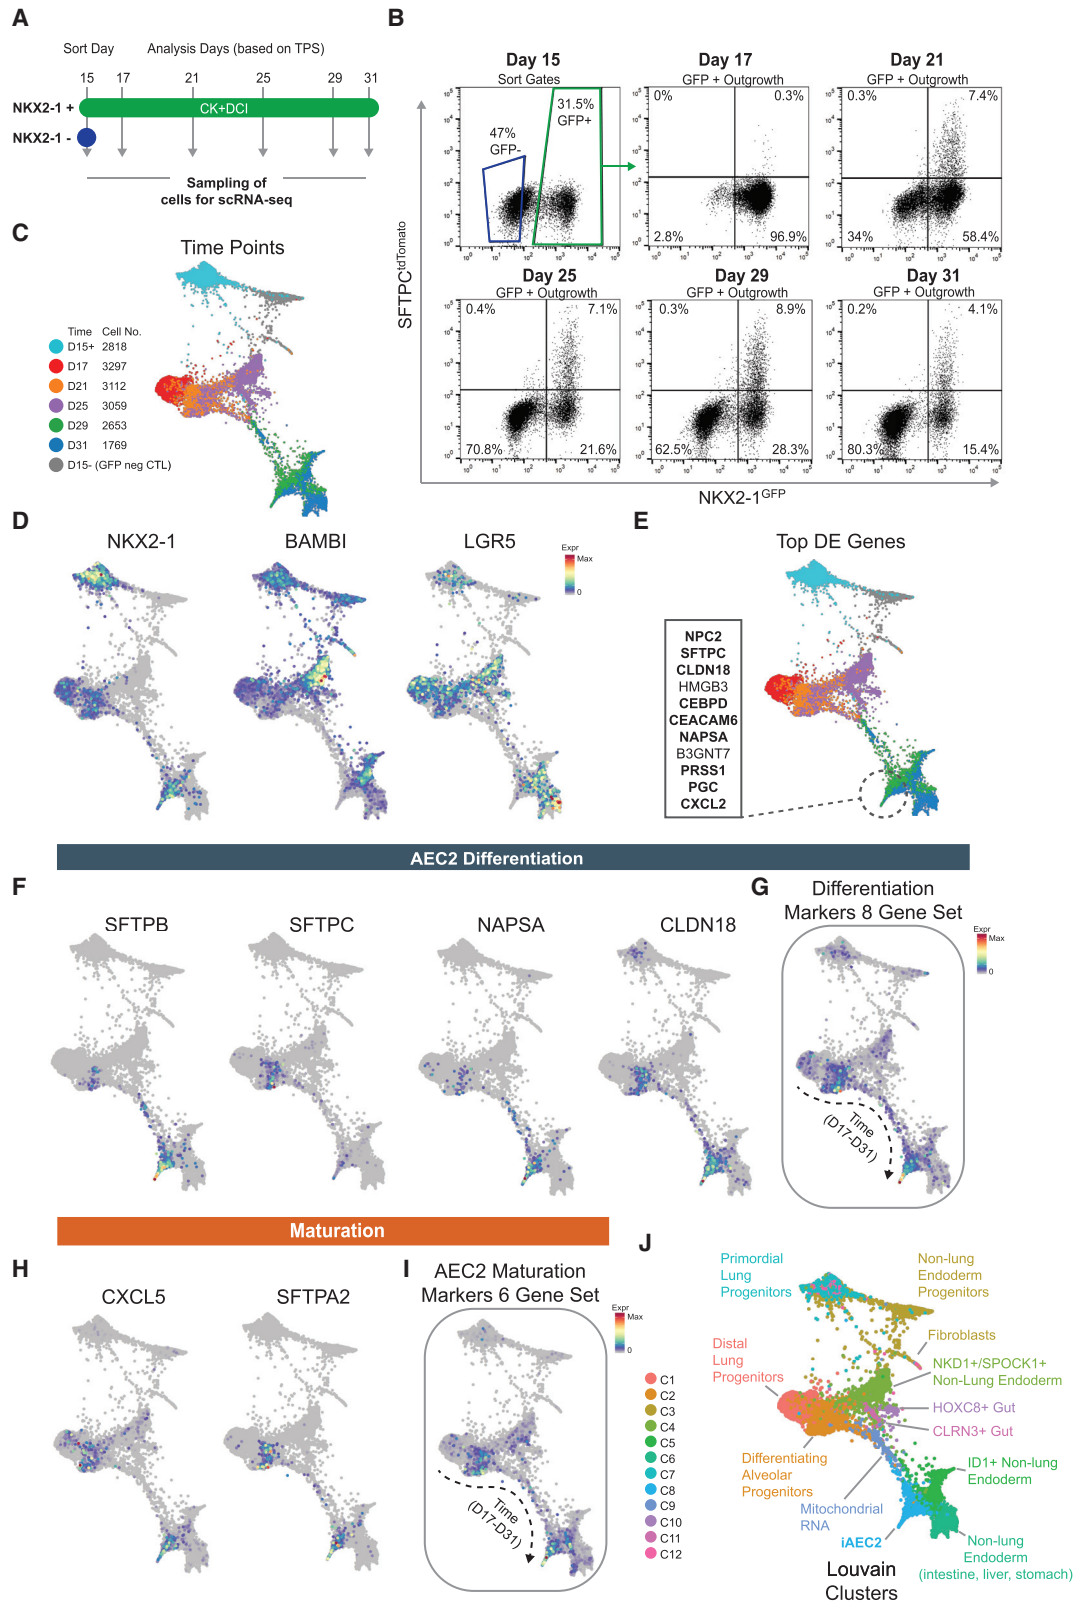 A
Sort Day
Analysis Days (based on TPS)
15 17 21 25 29 31
NKX2-1 +
CK+DCI
NKX2-1 -
Sampling of
cells for scRNA-seq
B
Day 15
Sort Gates
31.5%
GFP+
47%
GFP-
Day 17
GFP + Outgrowth
0% 0.3%
2.8% 96.9%
Day 21
GFP + Outgrowth
0.3% 7.4%
34% 58.4%
Day 25
GFP + Outgrowth
0.4% 7.1%
70.8% 21.6%
Day 29
GFP + Outgrowth
0.3% 8.9%
62.5% 28.3%
Day 31
GFP + Outgrowth
0.2% 4.1%
80.3% 15.4%
10⁰ 10¹ 10² 10³ 10⁴ 10⁵
SFTPCtdTomato
NKX2-1GFP
C
Time Points
Time Cell No.
D15+ 2818
D17 3297
D21 3112
D25 3059
D29 2653
D31 1769
D15- (GFP neg CTL)
D
NKX2-1
BAMBI
LGR5
Expr
Max
0
E
Top DE Genes
NPC2
SFTPC
CLDN18
HMGB3
CEBPD
CEACAM6
NAPSA
B3GNT7
PRSS1
PGC
CXCL2
AEC2 Differentiation
F
SFTPB
SFTPC
NAPSA
CLDN18
G
Differentiation
Markers 8 Gene Set
Expr
Max
0
Time
(D17-D31)
Maturation
H
CXCL5
SFTPA2
I
AEC2 Maturation
Markers 6 Gene Set
Expr
Max
0
Time
(D17-D31)
J
Primordial
Lung
Progenitors
Non-lung
Endoderm
Progenitors
Fibroblasts
Distal
Lung
Progenitors
NKD1+/SPOCK1+
Non-Lung Endoderm
HOXC8+ Gut
CLRN3+ Gut
Differentiating
Alveolar
Progenitors
ID1+ Non-lung
Endoderm
Mitochondrial
RNA
iAEC2
Non-lung
Endoderm
(intestine, liver, stomach)
Louvain
Clusters
C1
C2
C3
C4
C5
C6
C7
C8
C9
C10
C11
C12